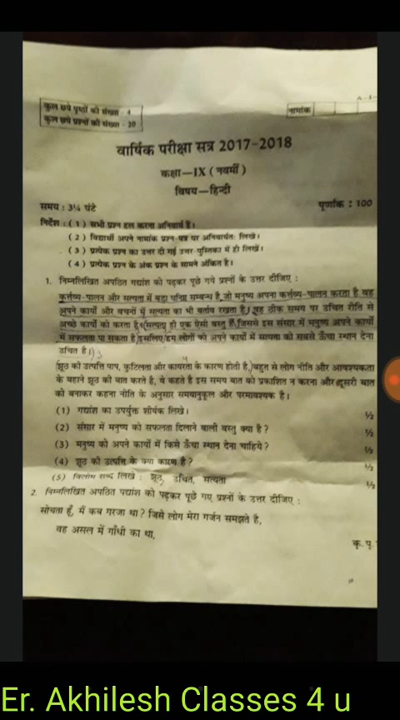 कुल छपे पृष्ठों की संख्या - 4
कुल छपे प्रश्नों की संख्या - 30
नामांक
वार्षिक परीक्षा सत्र 2017-2018
कक्षा—IX ( नवमीं )
विषय—हिन्दी
समय : 3¼ घंटे
पूर्णांक : 100
निर्देश : ( 1 ) सभी प्रश्न हल करना अनिवार्य हैं।
( 2 ) विद्यार्थी अपने नामांक प्रश्न-पत्र पर अनिवार्यतः लिखें।
( 3 ) प्रत्येक प्रश्न का उत्तर दी गई उत्तर-पुस्तिका में ही लिखें।
( 4 ) प्रत्येक प्रश्न के अंक प्रश्न के सामने अंकित है।
1. निम्नलिखित अपठित गद्यांश को पढ़कर पूछे गये प्रश्नों के उत्तर दीजिए :
कर्त्तव्य-पालन और सत्यता में बड़ा घनिष्ठ सम्बन्ध है, जो मनुष्य अपना कर्त्तव्य-पालन करता है वह
अपने कार्यों और वचनों में सत्यता का भी बर्ताव रखता है। वह ठीक समय पर उचित रीति से
अच्छे कार्यों को करता है। सत्यता ही एक ऐसी वस्तु है, जिससे इस संसार में मनुष्य अपने कार्यों
में सफलता पा सकता है, इसलिए हम लोगों को अपने कार्यों में सत्यता को सबसे ऊँचा स्थान देना
उचित है।
झूठ की उत्पत्ति पाप, कुटिलता और कायरता के कारण होती है, बहुत से लोग नीति और आवश्यकता
के बहाने झूठ की बात करते है, वे कहते है इस समय बात को प्रकाशित न करना और दूसरी बात
को बनाकर कहना नीति के अनुसार समयानुकूल और परमावश्यक है।
(1) गद्यांश का उपर्युक्त शीर्षक लिखें। ½
(2) संसार में मनुष्य को सफलता दिलाने वाली वस्तु क्या है ? ½
(3) मनुष्य को अपने कार्यों में किसे ऊँचा स्थान देना चाहिये ? ½
(4) झूठ की उत्पत्ति के क्या कारण है ? ½
(5) विलोम शब्द लिखें : झूठ, उचित, सत्यता ½
2. निम्नलिखित अपठित पद्यांश को पढ़कर पूछे गए प्रश्नों के उत्तर दीजिए :
सोचता हूँ, मैं कब गरजा था ? जिसे लोग मेरा गर्जन समझते है,
वह असल में गाँधी का था,
कृ. पृ.
Er. Akhilesh Classes 4 u